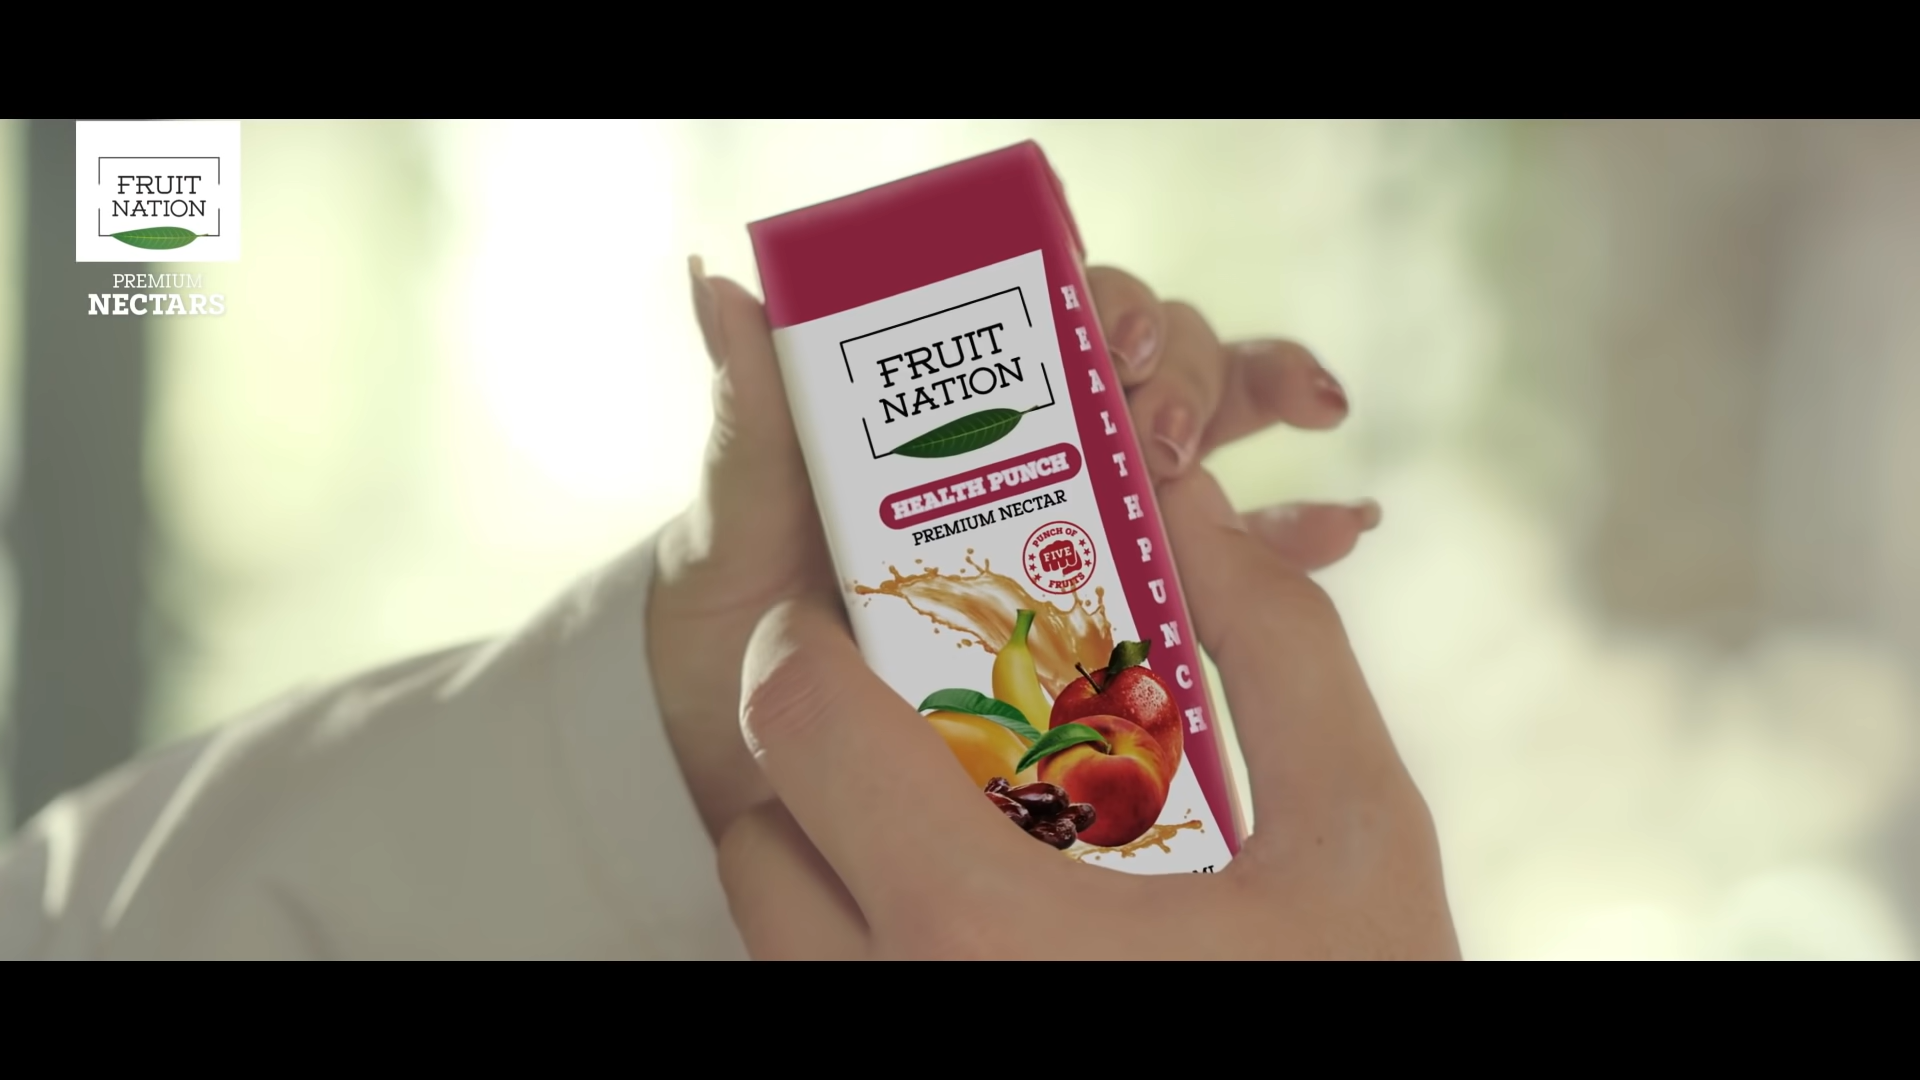 FRUIT
NATION
PREMIUM
NECTARS
FRUIT
NATION
HEALTH PUNCH
PREMIUM NECTAR
PUNCH OF
FIVE
FRUITS
HEALTH PUNCH